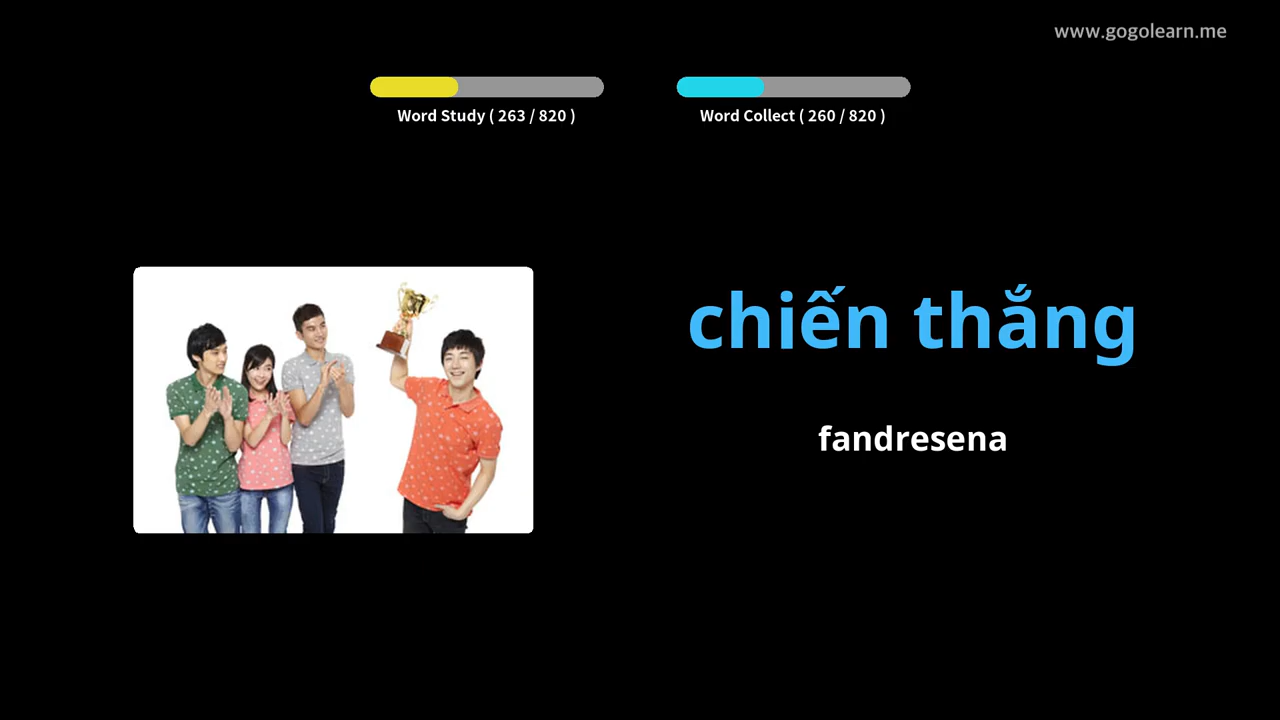 www.gogolearn.me
Word Study ( 263 / 820 )
Word Collect ( 260 / 820 )
chiến thắng
fandresena